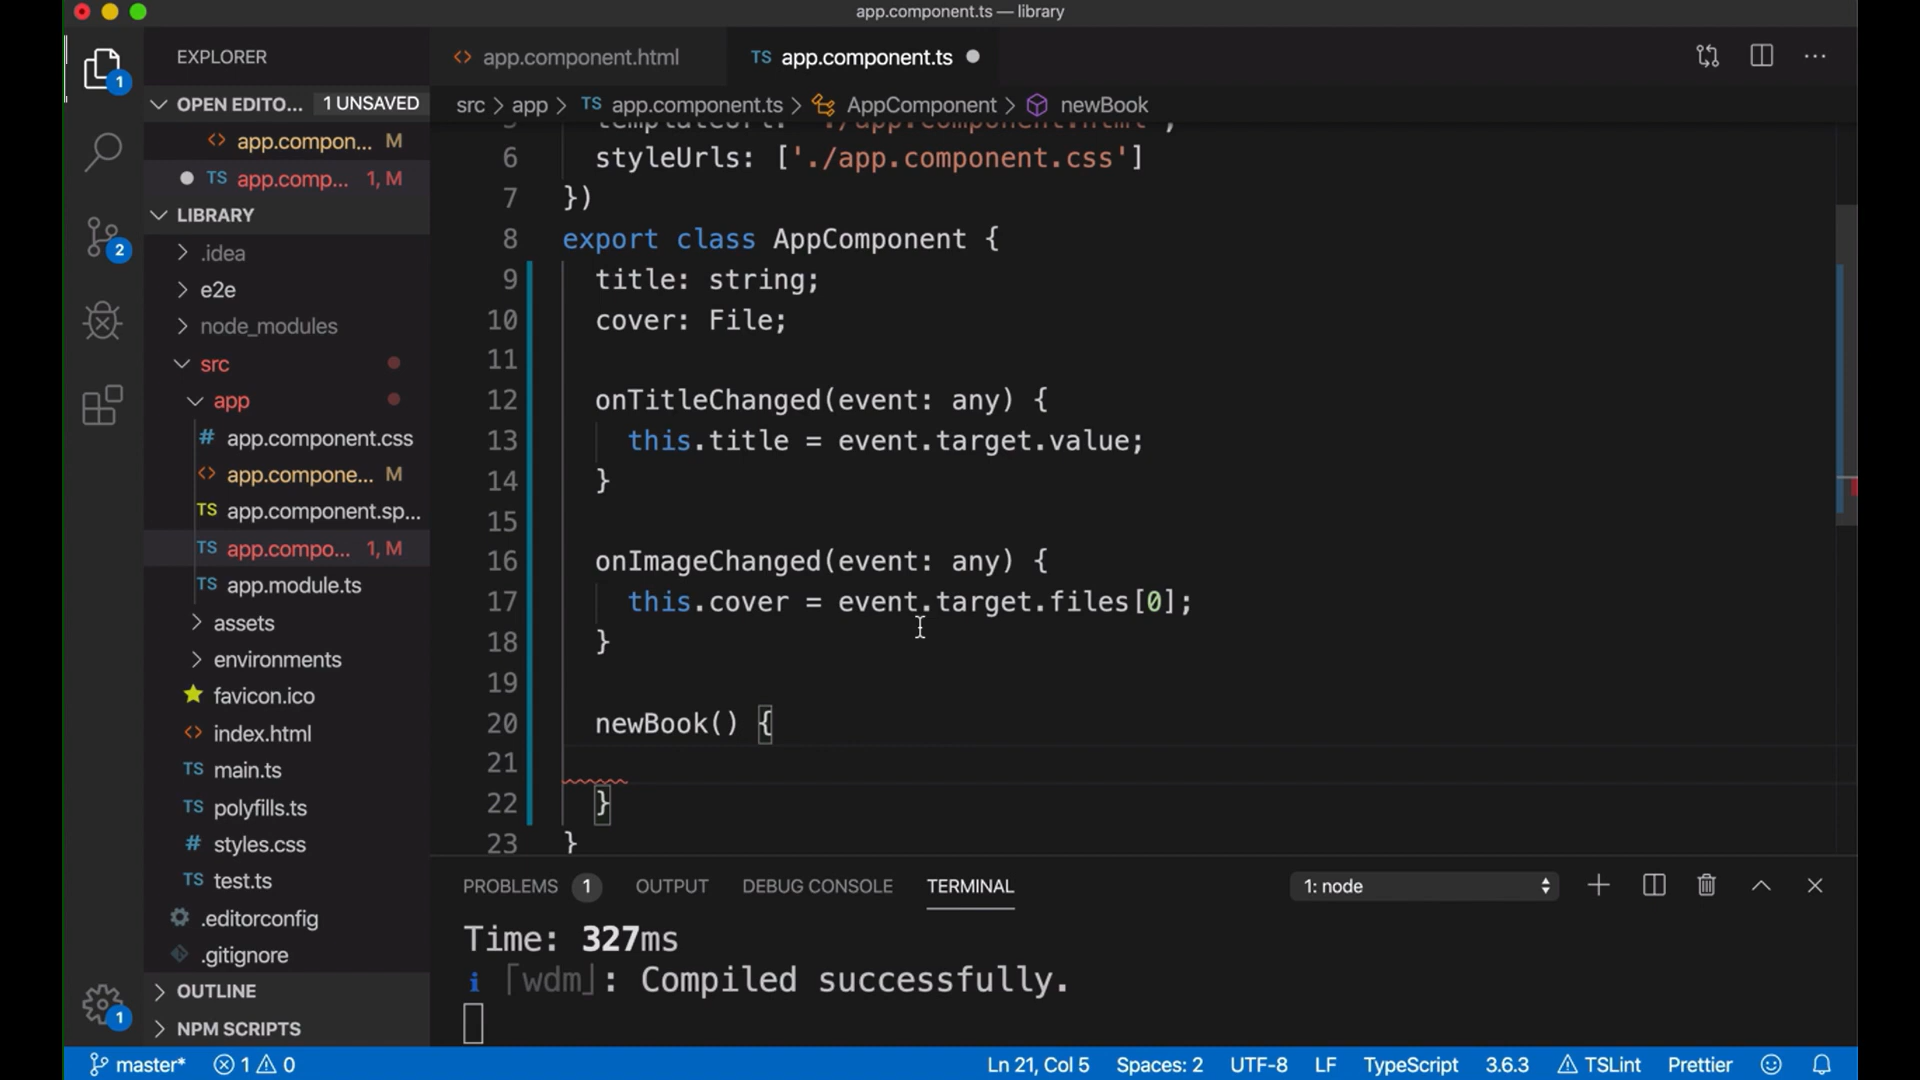 app.component.ts — library
EXPLORER
OPEN EDITO... 1 UNSAVED
app.compon... M
app.comp... 1, M
LIBRARY
.idea
e2e
node_modules
src
app
app.component.css
app.compone... M
app.component.sp...
app.compo... 1, M
app.module.ts
assets
environments
favicon.ico
index.html
main.ts
polyfills.ts
styles.css
test.ts
.editorconfig
.gitignore
OUTLINE
NPM SCRIPTS
1
2
1
app.component.html
TS app.component.ts
src > app > TS app.component.ts > AppComponent > newBook
templateUrl: './app.component.html',
6 styleUrls: ['./app.component.css']
7 })
8 export class AppComponent {
9 title: string;
10 cover: File;
11
12 onTitleChanged(event: any) {
13 this.title = event.target.value;
14 }
15
16 onImageChanged(event: any) {
17 this.cover = event.target.files[0];
18 }
19
20 newBook() {
21
22 }
23 }
PROBLEMS 1 OUTPUT DEBUG CONSOLE TERMINAL 1: node
Time: 327ms
i ｢wdm｣: Compiled successfully.
master* 1 0 Ln 21, Col 5 Spaces: 2 UTF-8 LF TypeScript 3.6.3 TSLint Prettier